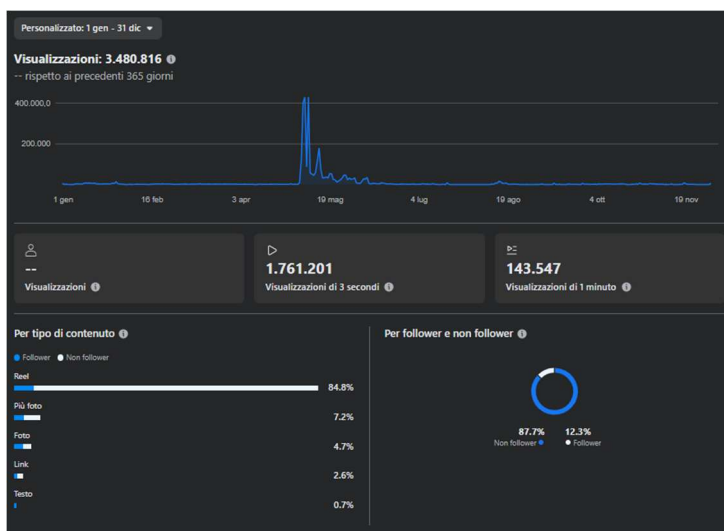 Personalizzato: 1 gen - 31 dic
Visualizzazioni: 3.480.816
-- rispetto ai precedenti 365 giorni
400.000,0
200.000
1 gen 16 feb 3 apr 19 mag 4 lug 19 ago 4 ott 19 nov
--
Visualizzazioni
1.761.201
Visualizzazioni di 3 secondi
143.547
Visualizzazioni di 1 minuto
Per tipo di contenuto
Follower Non follower
Reel
84.8%
Più foto
7.2%
Foto
4.7%
Link
2.6%
Testo
0.7%
Per follower e non follower
87.7% 12.3%
Non follower Follower